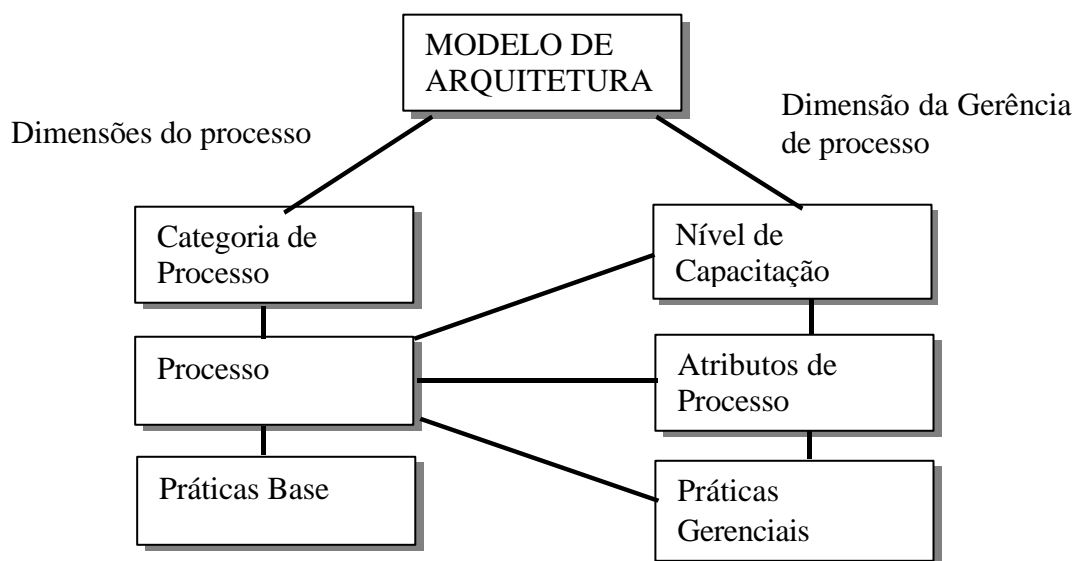 MODELO DE
ARQUITETURA
Dimensões do processo
Dimensão da Gerência
de processo
Categoria de
Processo
Nível de
Capacitação
Processo
Atributos de
Processo
Práticas Base
Práticas
Gerenciais